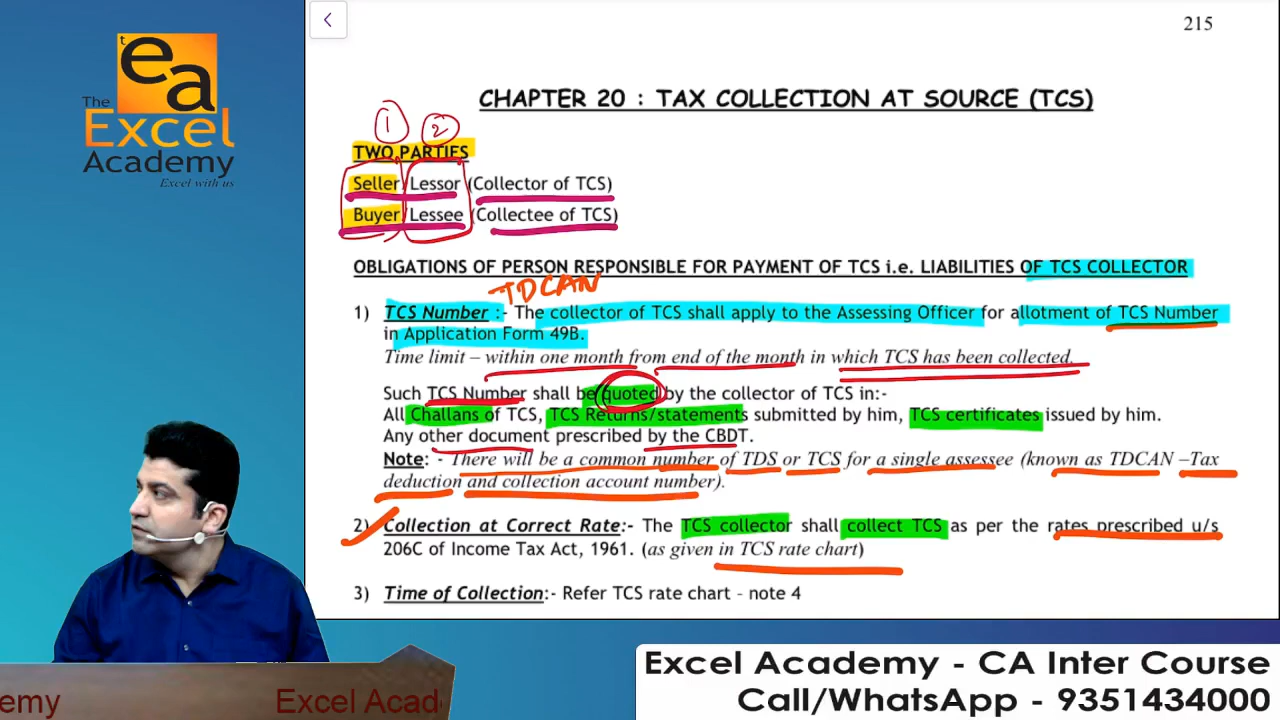 215
t
ea
The
Excel
Academy
Excel with us
CHAPTER 20 : TAX COLLECTION AT SOURCE (TCS)
1 2
TWO PARTIES
Seller/Lessor (Collector of TCS)
Buyer/Lessee (Collectee of TCS)
OBLIGATIONS OF PERSON RESPONSIBLE FOR PAYMENT OF TCS i.e. LIABILITIES OF TCS COLLECTOR
TDCAN
1) TCS Number :- The collector of TCS shall apply to the Assessing Officer for allotment of TCS Number
in Application Form 49B.
Time limit – within one month from end of the month in which TCS has been collected.
Such TCS Number shall be quoted by the collector of TCS in:-
All Challans of TCS, TCS Returns/statements submitted by him, TCS certificates issued by him.
Any other document prescribed by the CBDT.
Note: - There will be a common number of TDS or TCS for a single assessee (known as TDCAN –Tax
deduction and collection account number).
2) Collection at Correct Rate:- The TCS collector shall collect TCS as per the rates prescribed u/s
206C of Income Tax Act, 1961. (as given in TCS rate chart)
3) Time of Collection:- Refer TCS rate chart – note 4
emy Excel Acad
Excel Academy - CA Inter Course
Call/WhatsApp - 9351434000